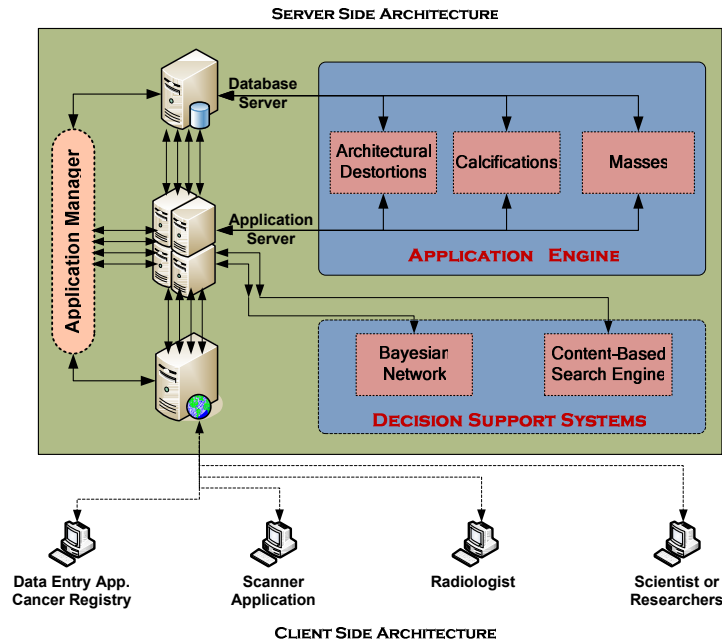 SERVER SIDE ARCHITECTURE
Database
Server
Architectural
Destortions
Calcifications
Masses
Application Manager
Application
Server
APPLICATION ENGINE
Bayesian
Network
Content-Based
Search Engine
DECISION SUPPORT SYSTEMS
Data Entry App.
Cancer Registry
Scanner
Application
Radiologist
Scientist or
Researchers
CLIENT SIDE ARCHITECTURE